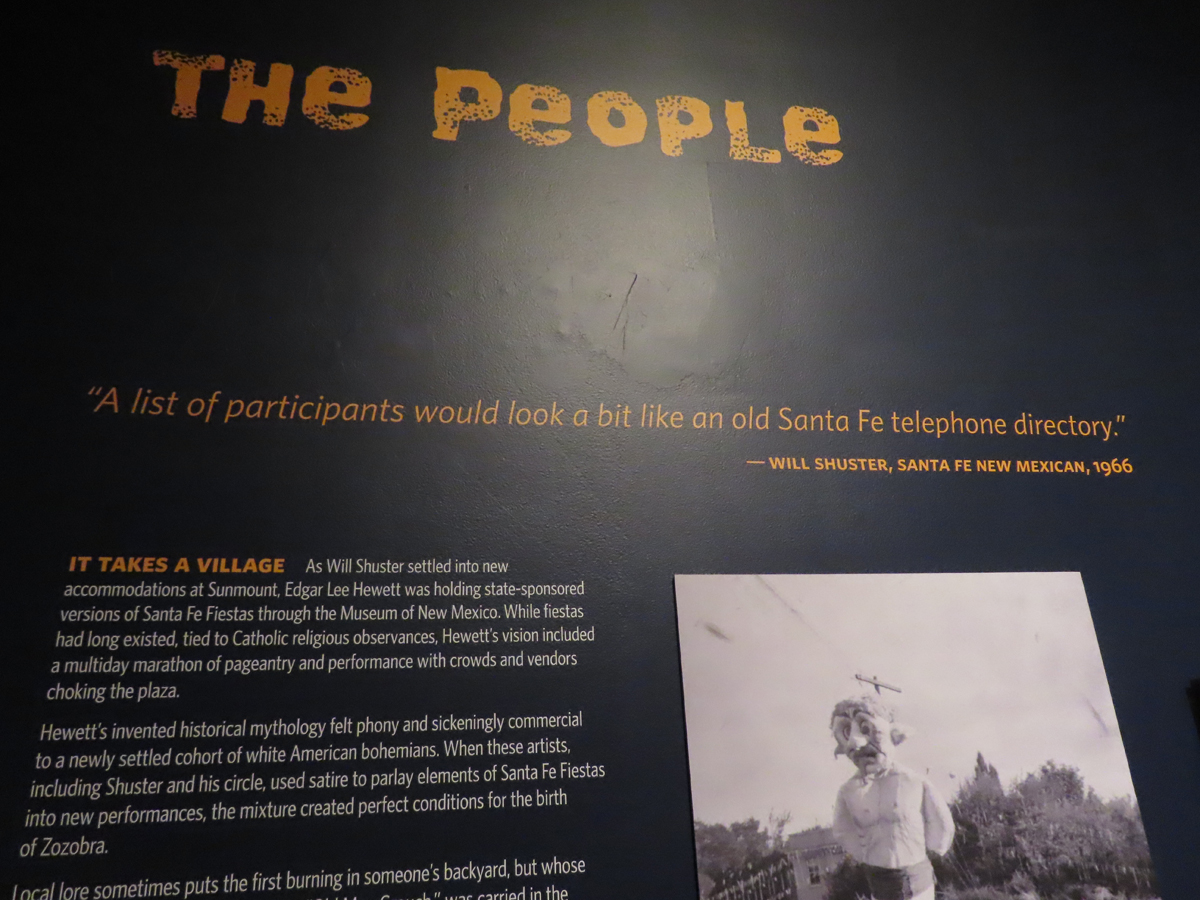 THE PEOPLE
“A list of participants would look a bit like an old Santa Fe telephone directory.”
— WILL SHUSTER, SANTA FE NEW MEXICAN, 1966
IT TAKES A VILLAGE As Will Shuster settled into new
accommodations at Sunmount, Edgar Lee Hewett was holding state-sponsored
versions of Santa Fe Fiestas through the Museum of New Mexico. While fiestas
had long existed, tied to Catholic religious observances, Hewett's vision included
a multiday marathon of pageantry and performance with crowds and vendors
choking the plaza.
Hewett's invented historical mythology felt phony and sickeningly commercial
to a newly settled cohort of white American bohemians. When these artists,
including Shuster and his circle, used satire to parlay elements of Santa Fe Fiestas
into new performances, the mixture created perfect conditions for the birth
of Zozobra.
Local lore sometimes puts the first burning in someone's backyard, but whose
was carried in the